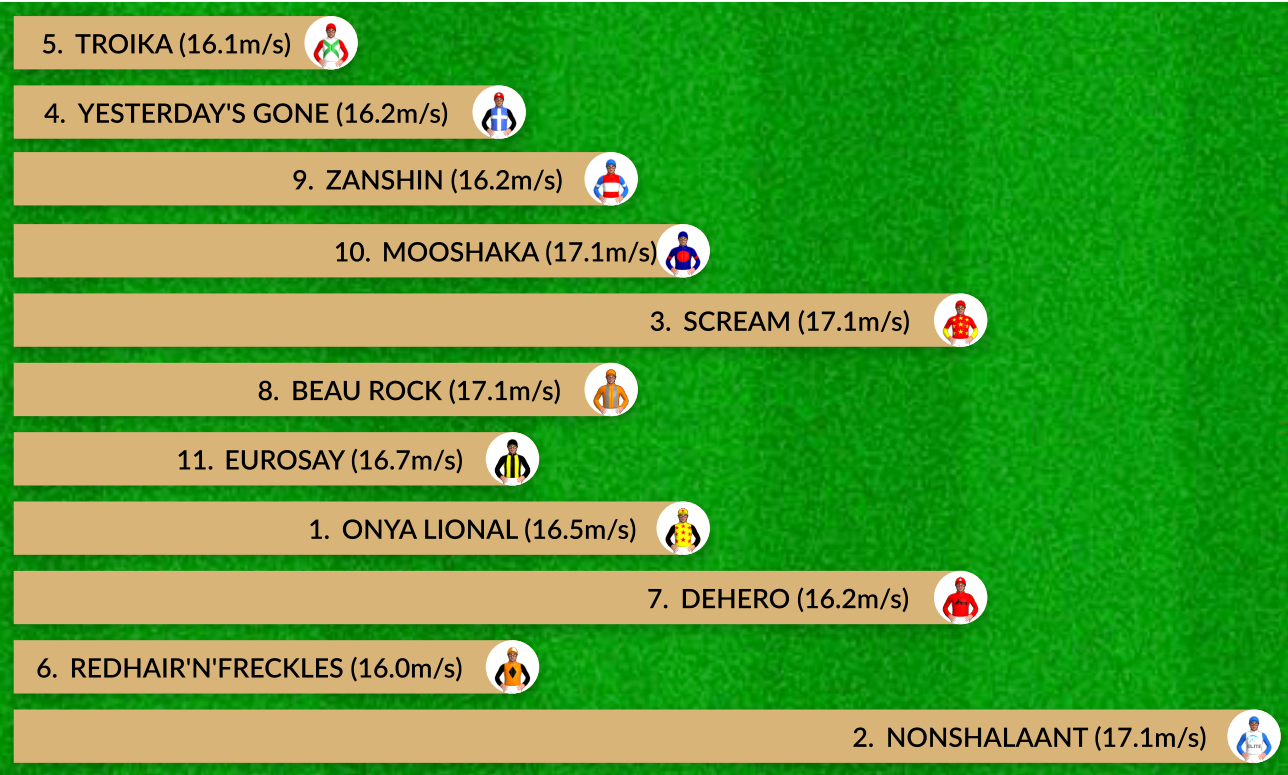 5. TROIKA (16.1m/s)
4. YESTERDAY'S GONE (16.2m/s)
9. ZANSHIN (16.2m/s)
10. MOOSHAKA (17.1m/s)
3. SCREAM (17.1m/s)
8. BEAU ROCK (17.1m/s)
11. EUROSAY (16.7m/s)
1. ONYA LIONAL (16.5m/s)
7. DEHERO (16.2m/s)
6. REDHAIR'N'FRECKLES (16.0m/s)
2. NONSHALAANT (17.1m/s)
ELITE